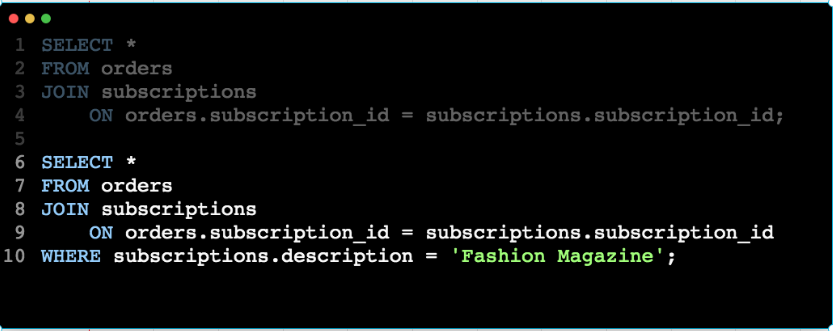 1 SELECT *
2 FROM orders
3 JOIN subscriptions
4     ON orders.subscription_id = subscriptions.subscription_id;
5
6 SELECT *
7 FROM orders
8 JOIN subscriptions
9     ON orders.subscription_id = subscriptions.subscription_id
10 WHERE subscriptions.description = 'Fashion Magazine';